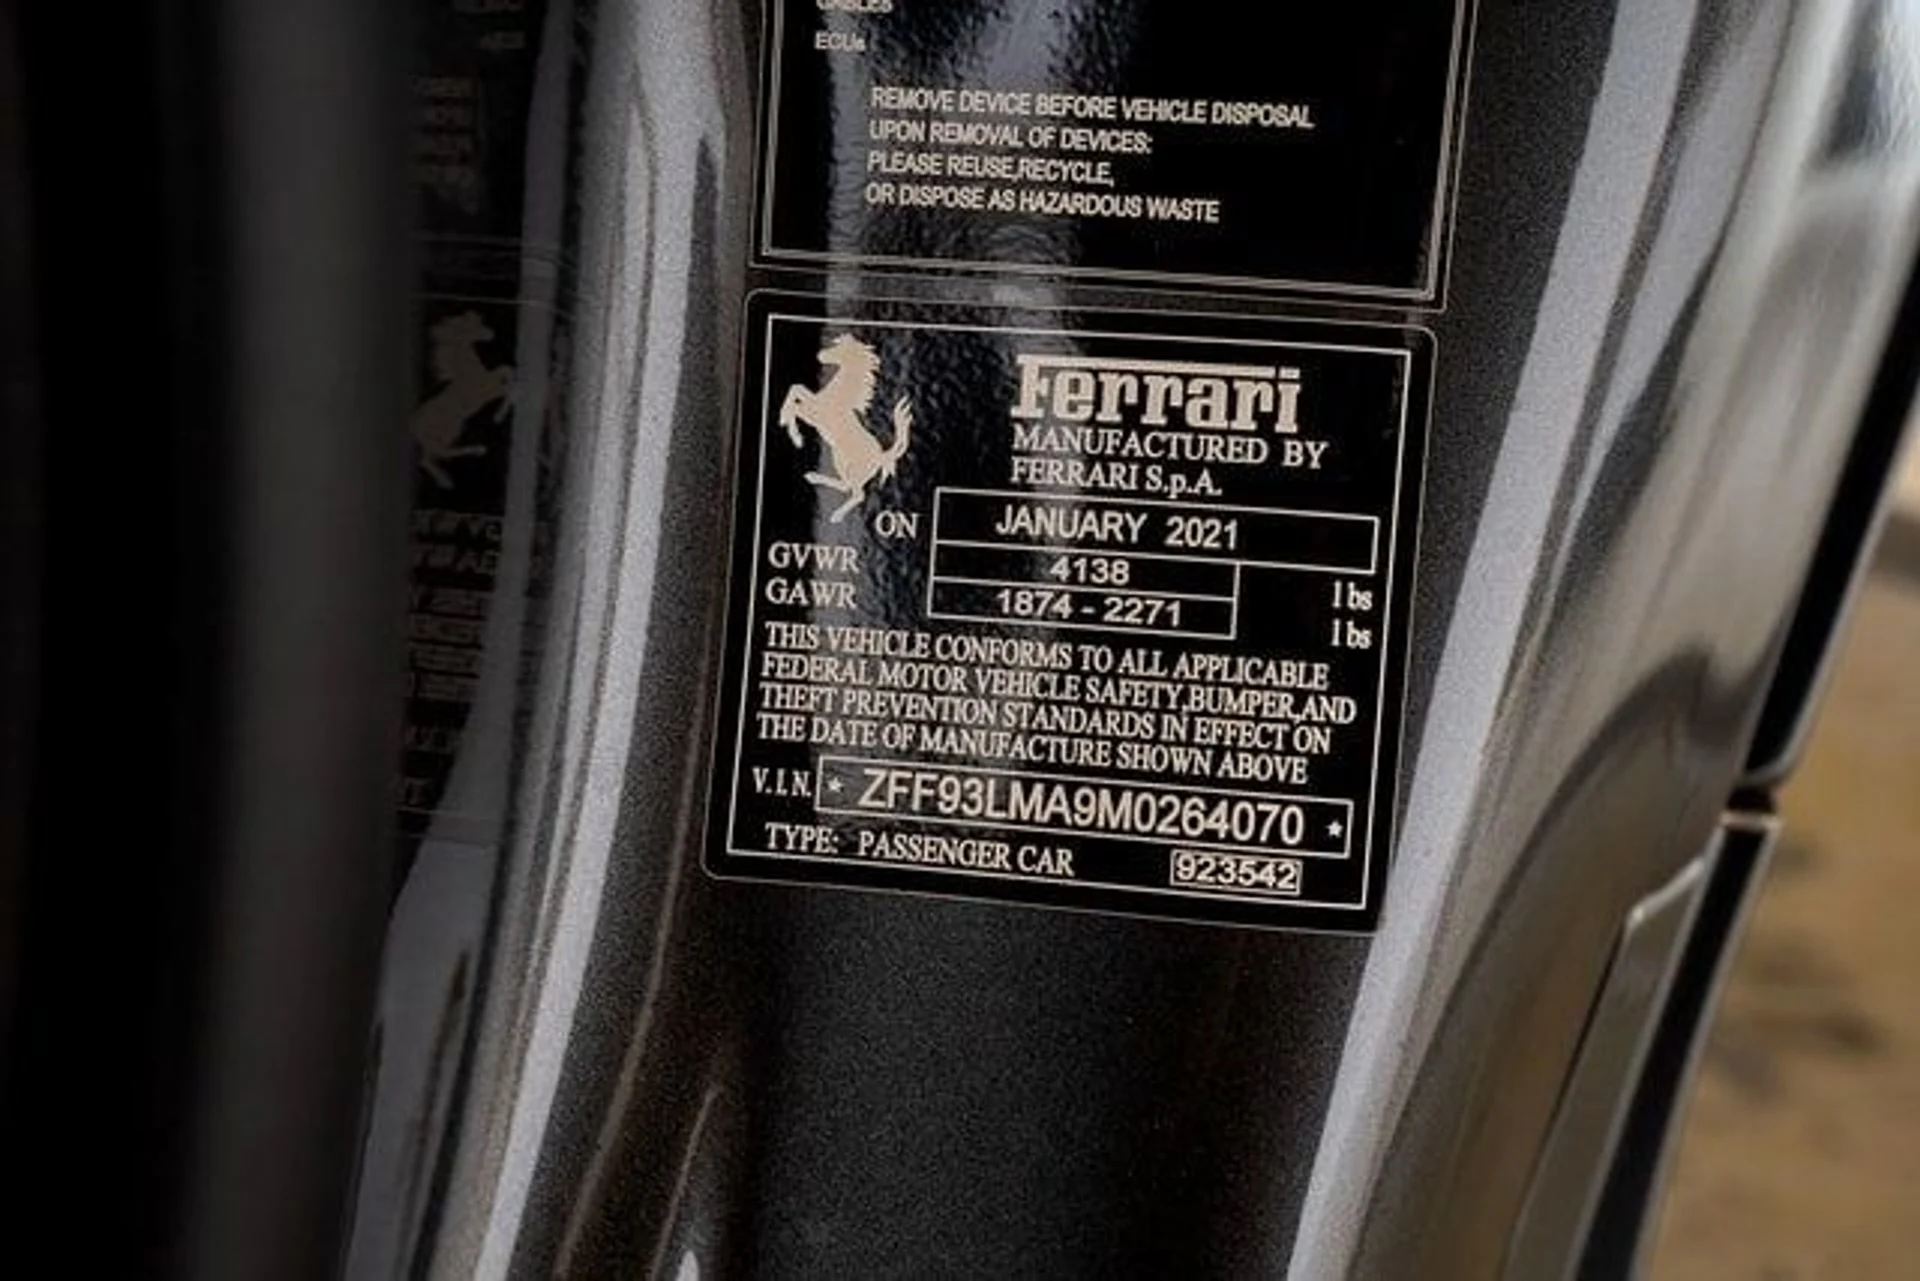 ECUs
REMOVE DEVICE BEFORE VEHICLE DISPOSAL
UPON REMOVAL OF DEVICES:
PLEASE REUSE,RECYCLE,
OR DISPOSE AS HAZARDOUS WASTE
Ferrari
MANUFACTURED BY
FERRARI S.p.A.
ON JANUARY 2021
GVWR 4138 lbs
GAWR 1874 - 2271 lbs
THIS VEHICLE CONFORMS TO ALL APPLICABLE
FEDERAL MOTOR VEHICLE SAFETY,BUMPER,AND
THEFT PREVENTION STANDARDS IN EFFECT ON
THE DATE OF MANUFACTURE SHOWN ABOVE
V.I.N. * ZFF93LMA9M0264070 *
TYPE: PASSENGER CAR 923542